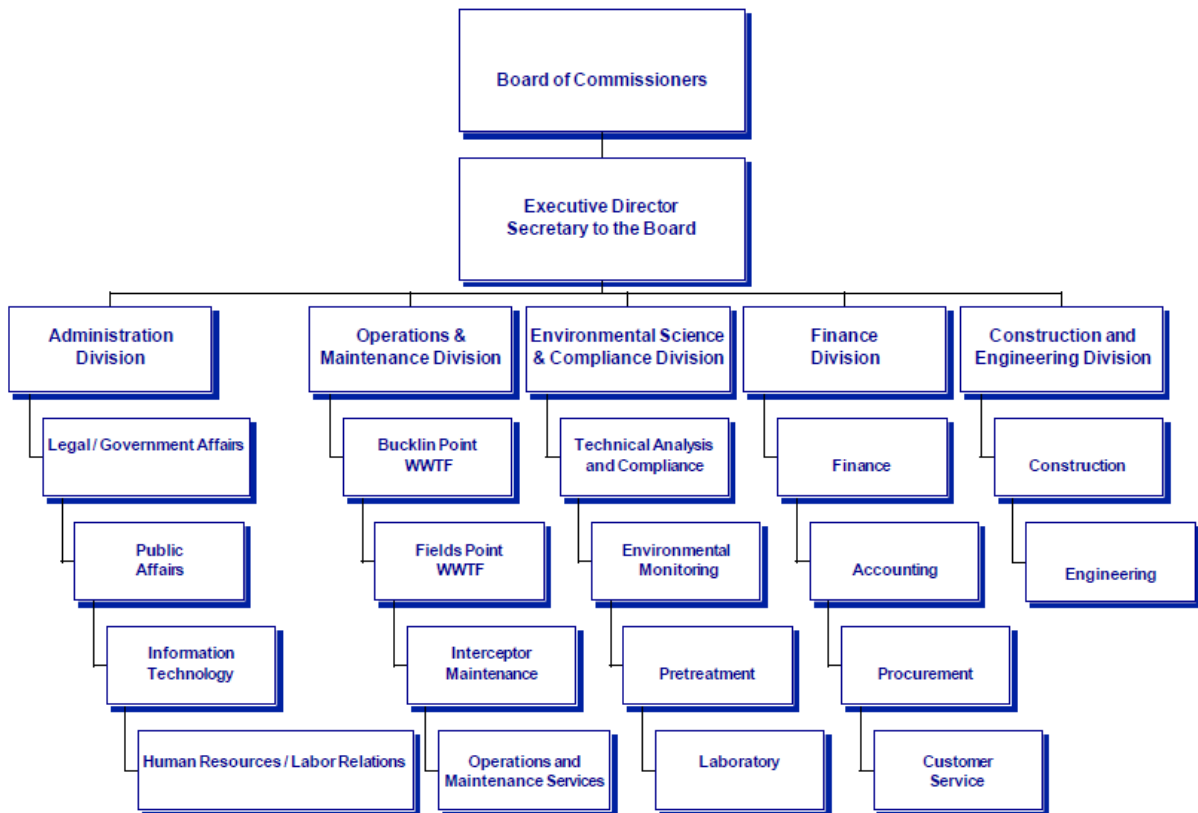 Board of Commissioners
Executive Director
Secretary to the Board
Administration
Division
Operations &
Maintenance Division
Environmental Science
& Compliance Division
Finance
Division
Construction and
Engineering Division
Legal / Government Affairs
Bucklin Point
WWTF
Technical Analysis
and Compliance
Finance
Construction
Public
Affairs
Fields Point
WWTF
Environmental
Monitoring
Accounting
Engineering
Information
Technology
Interceptor
Maintenance
Pretreatment
Procurement
Human Resources / Labor Relations
Operations and
Maintenance Services
Laboratory
Customer
Service